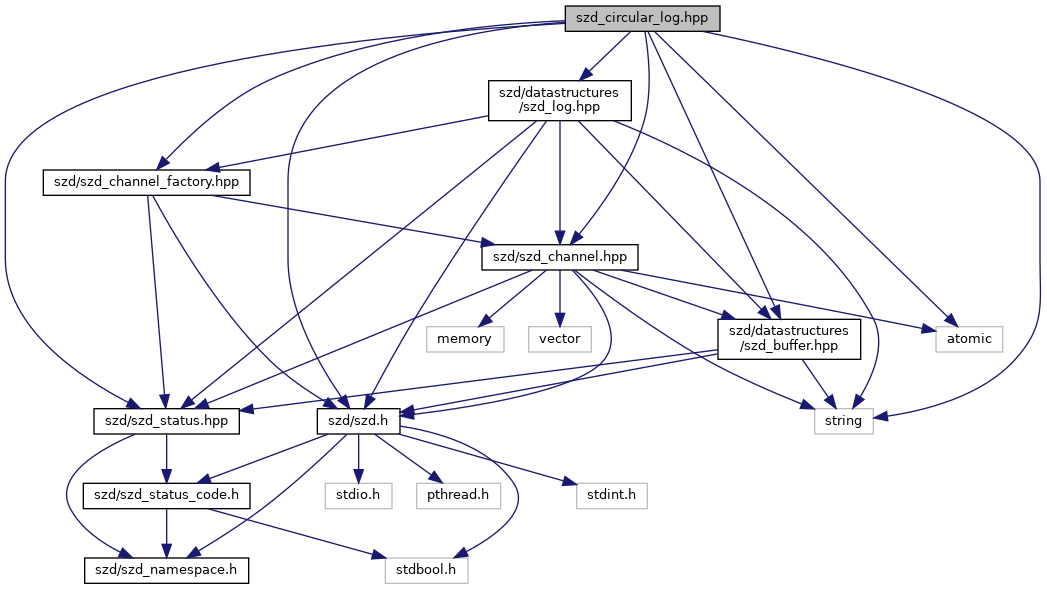 szd_circular_log.hpp
szd/datastructures
/szd_log.hpp
szd/szd_channel_factory.hpp
szd/szd_channel.hpp
szd/datastructures
/szd_buffer.hpp
memory
vector
atomic
szd/szd_status.hpp
szd/szd.h
string
szd/szd_status_code.h
stdio.h
pthread.h
stdint.h
szd/szd_namespace.h
stdbool.h